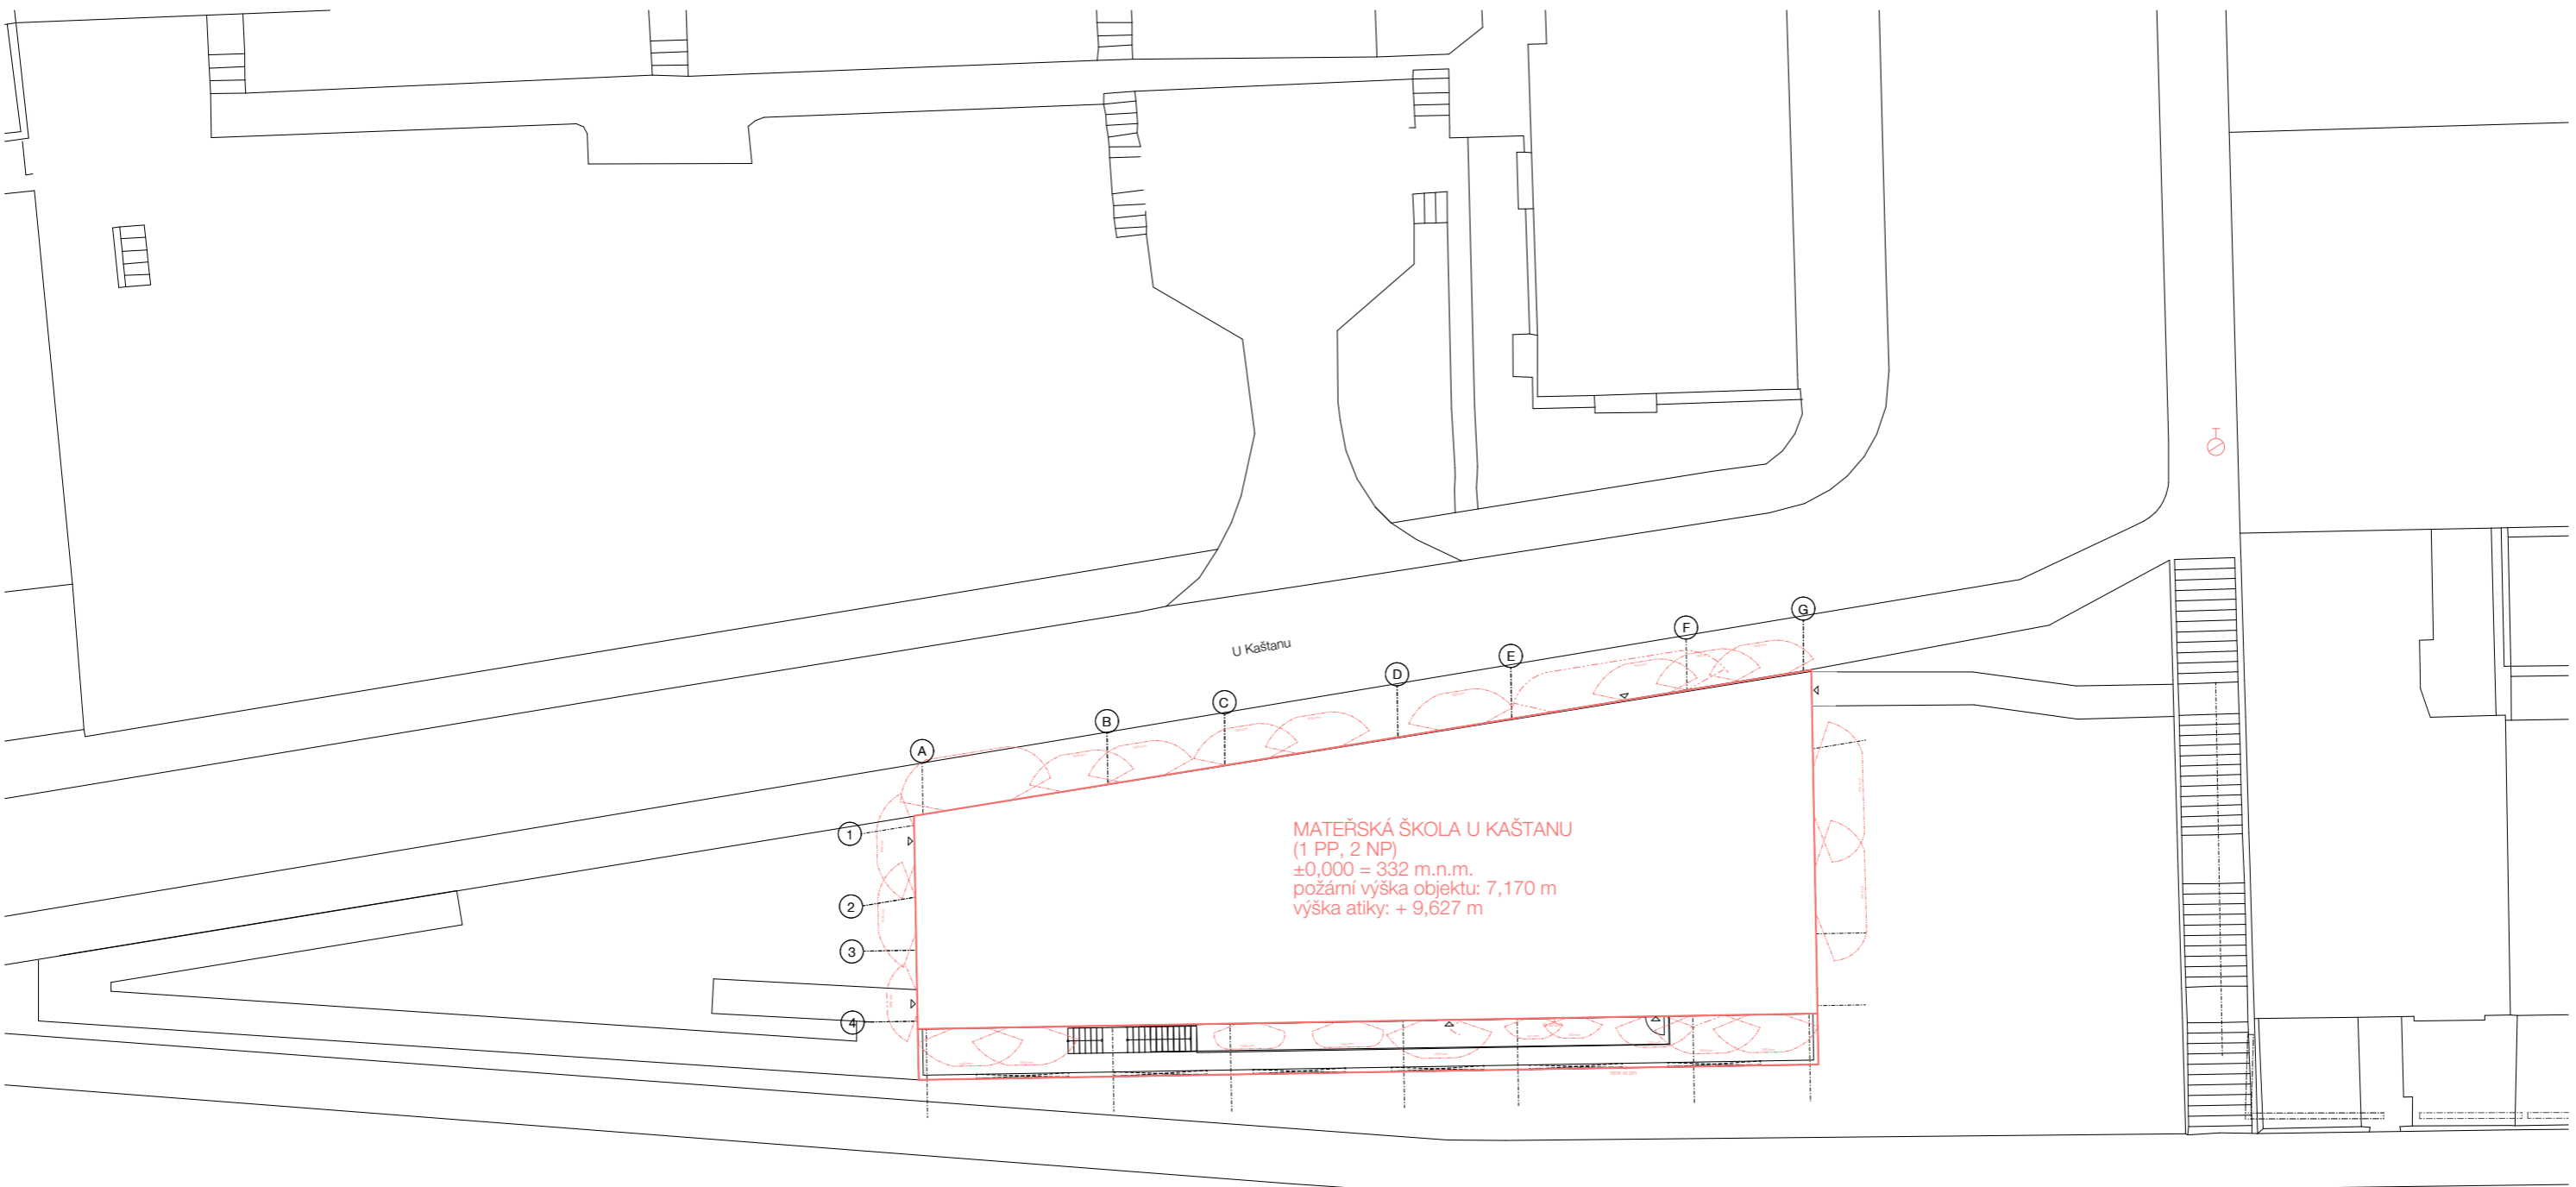 G
F
U Kaštanu
E
D
C
B
A
MATEŘSKÁ ŠKOLA U KAŠTANU
1
(1 PP, 2 NP)
±0,000 = 332 m.n.m.
požární výška objektu: 7,170 m
2
výška atiky: + 9,627 m
3
4